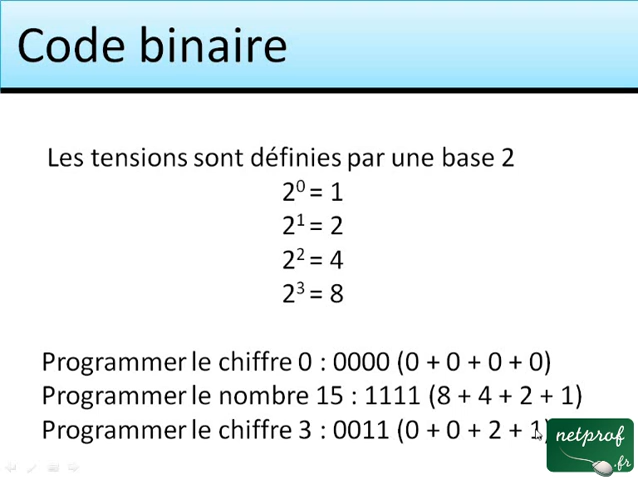 Code binaire
Les tensions sont définies par une base 2
2⁰ = 1
2¹ = 2
2² = 4
2³ = 8
Programmer le chiffre 0 : 0000 (0 + 0 + 0 + 0)
Programmer le nombre 15 : 1111 (8 + 4 + 2 + 1)
Programmer le chiffre 3 : 0011 (0 + 0 + 2 + 1)
netprof
.fr